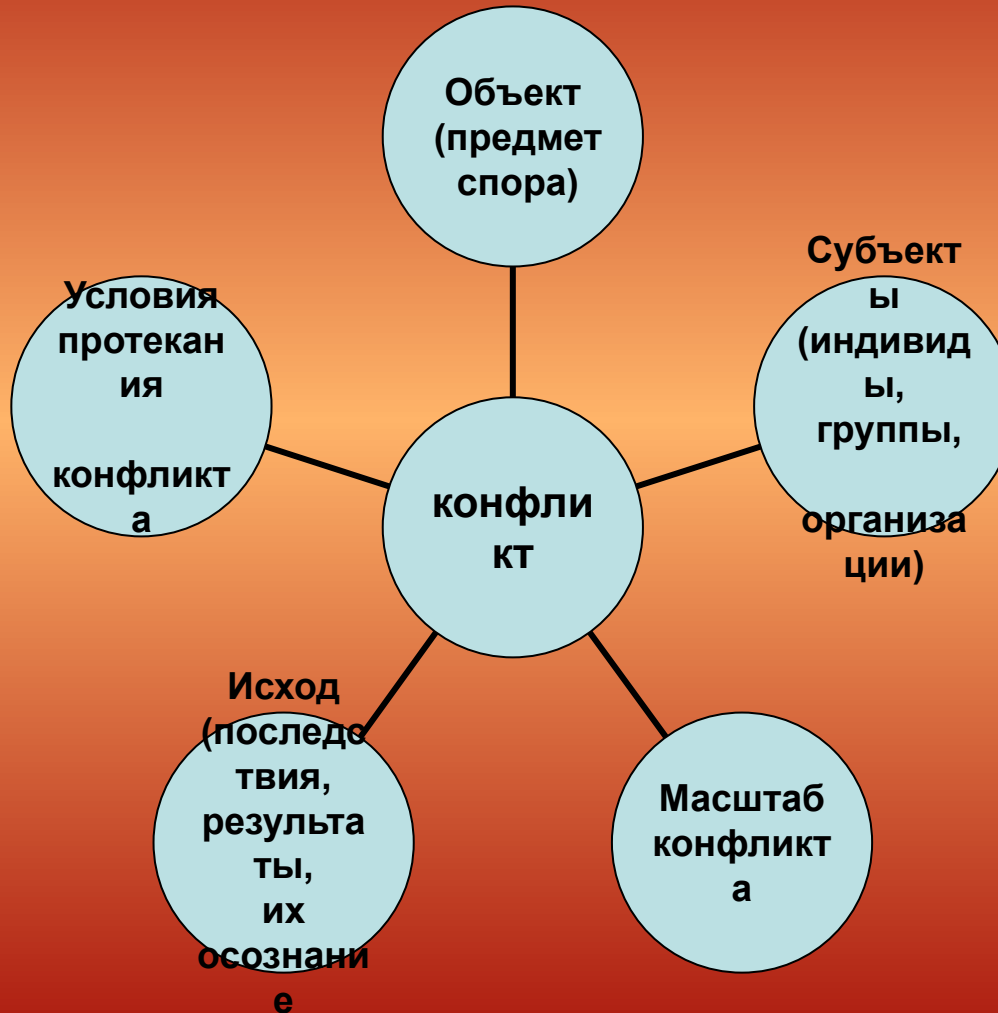 Объект
(предмет
спора)
Субъект
ы
(индивид
ы,
группы,
организа
ции)
Условия
протекан
ия
конфликт
а
конфли
кт
Исход
(последс
твия,
результа
ты,
их
осознани
е
Масштаб
конфликт
а